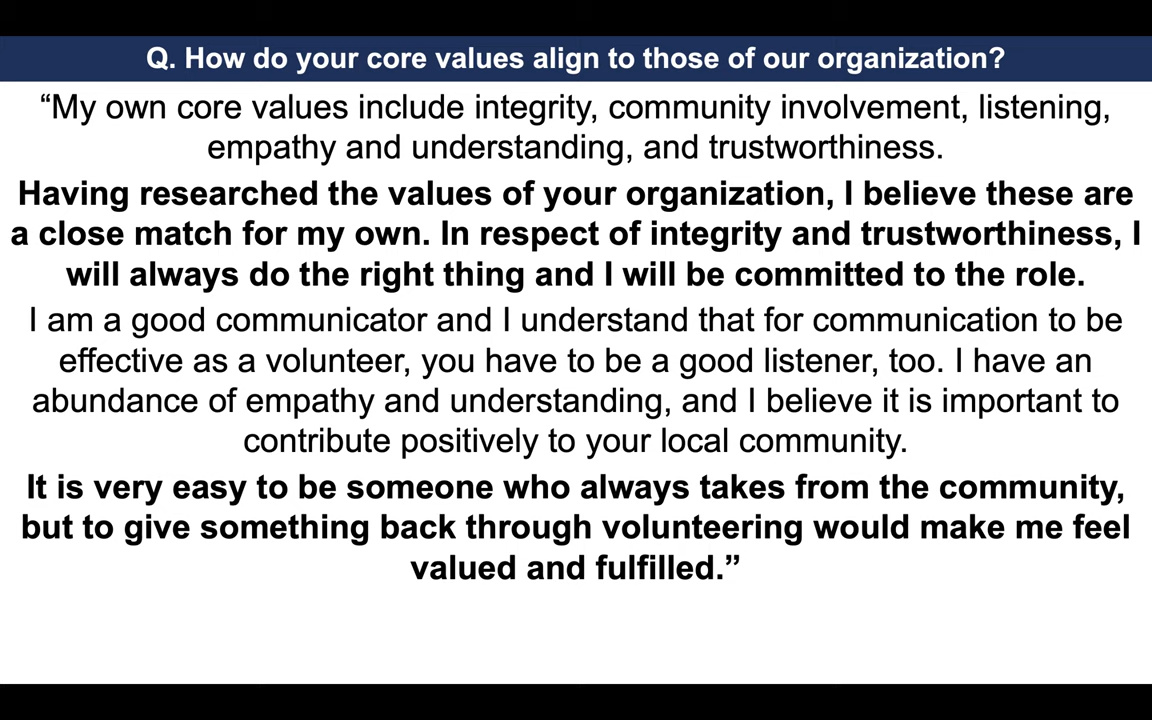 Q. How do your core values align to those of our organization?
“My own core values include integrity, community involvement, listening,
empathy and understanding, and trustworthiness.
Having researched the values of your organization, I believe these are
a close match for my own. In respect of integrity and trustworthiness, I
will always do the right thing and I will be committed to the role.
I am a good communicator and I understand that for communication to be
effective as a volunteer, you have to be a good listener, too. I have an
abundance of empathy and understanding, and I believe it is important to
contribute positively to your local community.
It is very easy to be someone who always takes from the community,
but to give something back through volunteering would make me feel
valued and fulfilled.”